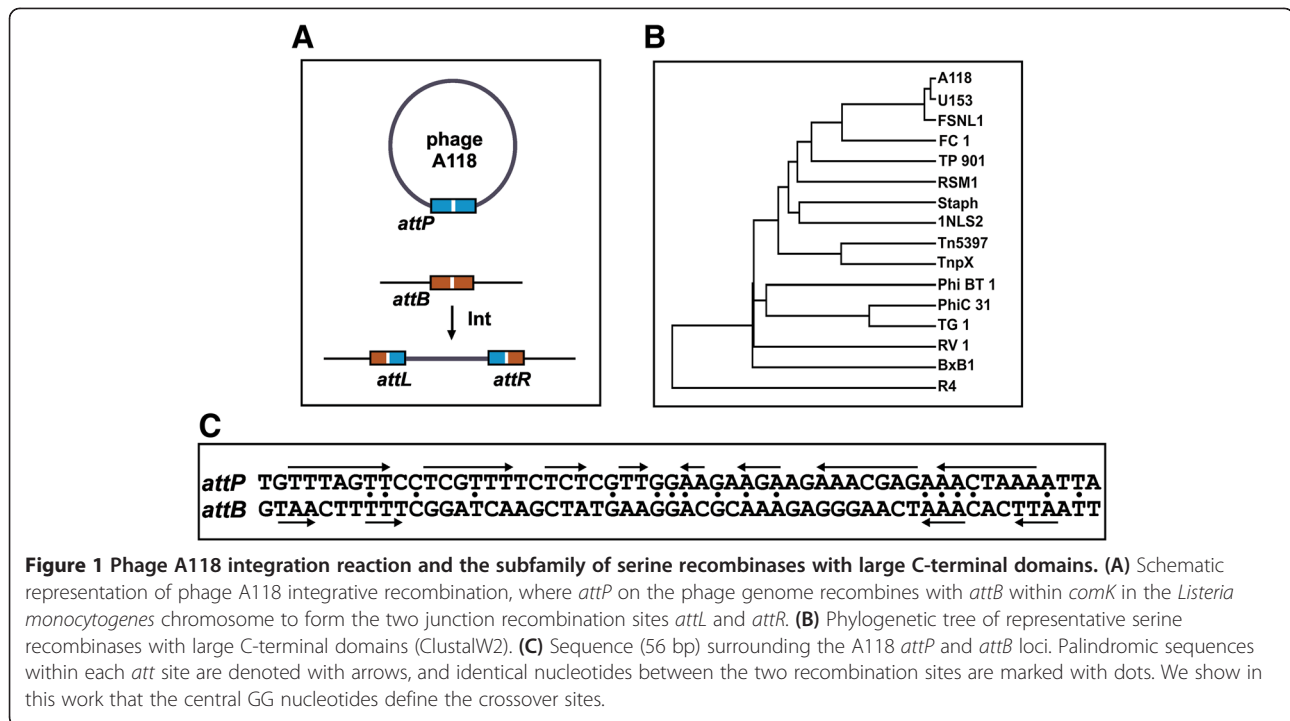 A
phage
A118
attP
attB
Int
attL
attR
B
A118
U153
FSNL1
FC 1
TP 901
RSM1
Staph
1NLS2
Tn5397
TnpX
Phi BT 1
PhiC 31
TG 1
RV 1
BxB1
R4
C
attP TGTTTAGTTCCTCGTTTTCTCTCGTTGGAAGAAGAAGAAACGAGAAACTAAAATTA
attB GTAACTTTTTCGGATCAAGCTATGAAGGACGCAAAGAGGGAACTAAACACTTAATT
Figure 1 Phage A118 integration reaction and the subfamily of serine recombinases with large C-terminal domains. (A) Schematic
representation of phage A118 integrative recombination, where attP on the phage genome recombines with attB within comK in the Listeria
monocytogenes chromosome to form the two junction recombination sites attL and attR. (B) Phylogenetic tree of representative serine
recombinases with large C-terminal domains (ClustalW2). (C) Sequence (56 bp) surrounding the A118 attP and attB loci. Palindromic sequences
within each att site are denoted with arrows, and identical nucleotides between the two recombination sites are marked with dots. We show in
this work that the central GG nucleotides define the crossover sites.